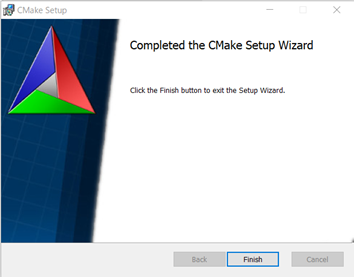 CMake Setup
Completed the CMake Setup Wizard
Click the Finish button to exit the Setup Wizard.
Back
Finish
Cancel